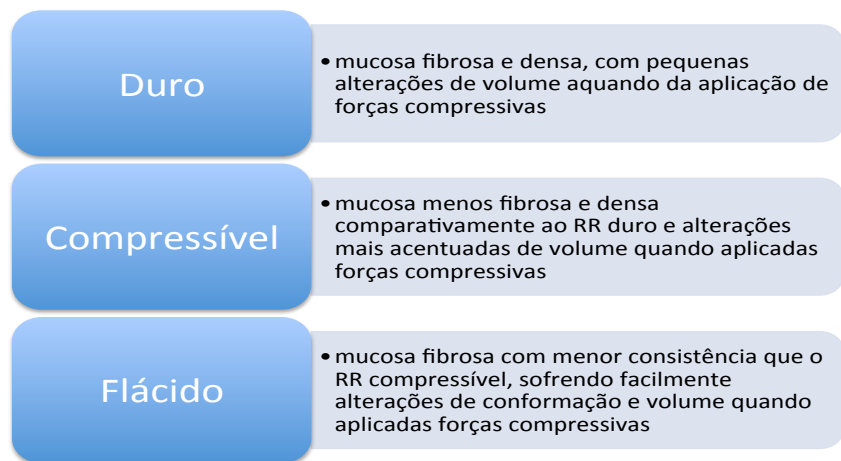 Duro
• mucosa fibrosa e densa, com pequenas
alterações de volume aquando da aplicação de
forças compressivas
Compressível
• mucosa menos fibrosa e densa
comparativamente ao RR duro e alterações
mais acentuadas de volume quando aplicadas
forças compressivas
Flácido
• mucosa fibrosa com menor consistência que o
RR compressível, sofrendo facilmente
alterações de conformação e volume quando
aplicadas forças compressivas